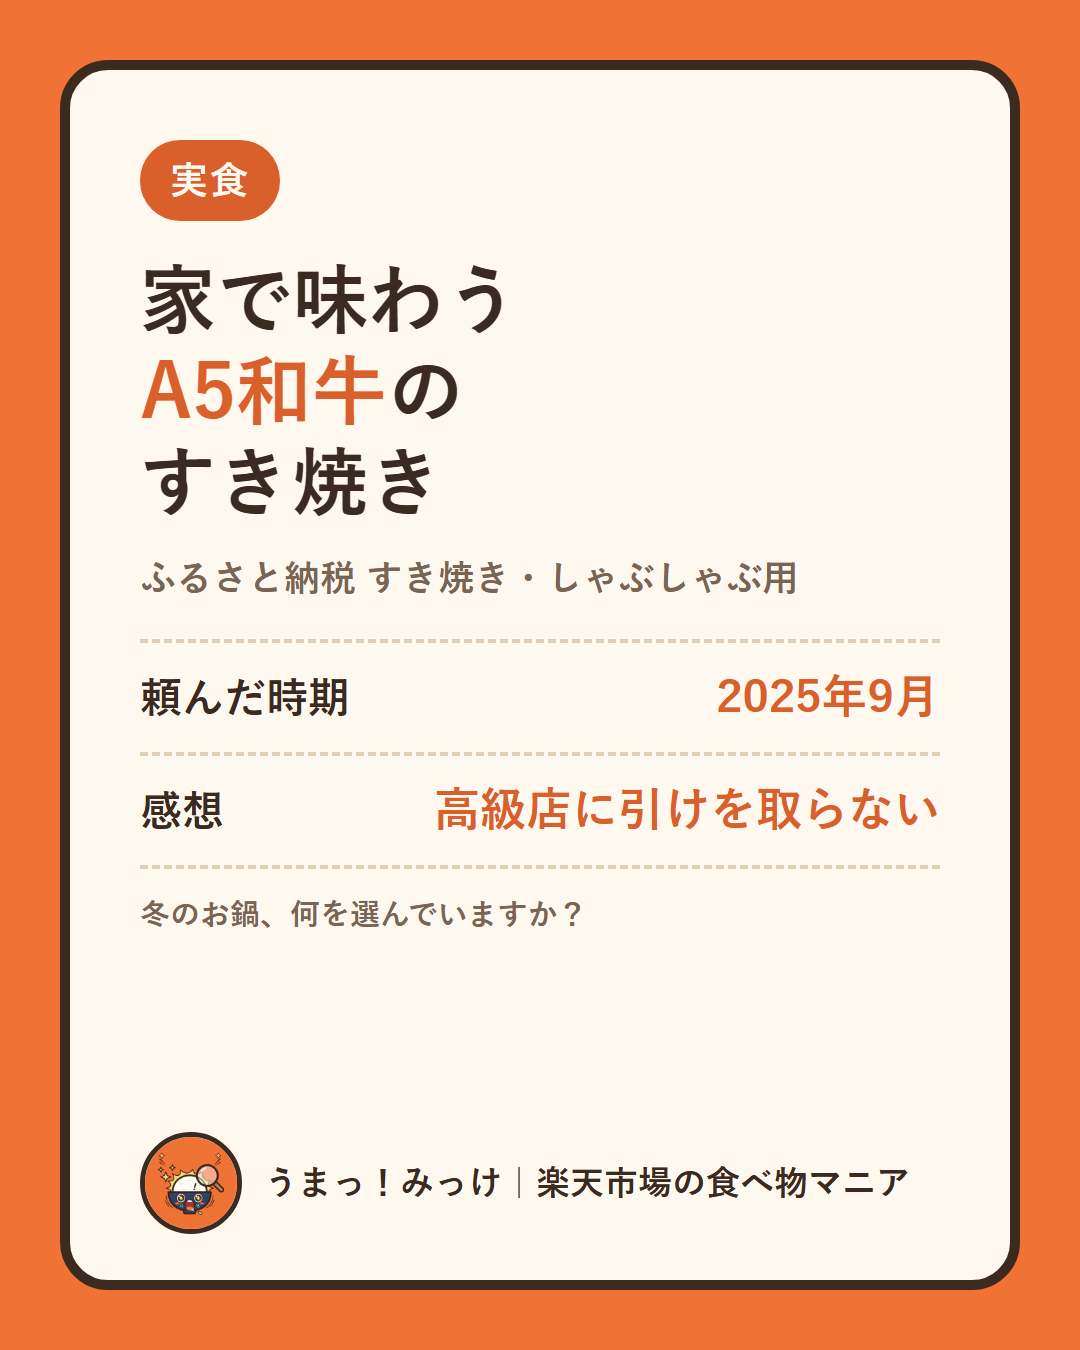 実食
家で味わう
A5和牛の
すき焼き
ふるさと納税 すき焼き・しゃぶしゃぶ用
頼んだ時期 2025年9月
感想 高級店に引けを取らない
冬のお鍋、何を選んでいますか？
うまっ！みっけ｜楽天市場の食べ物マニア